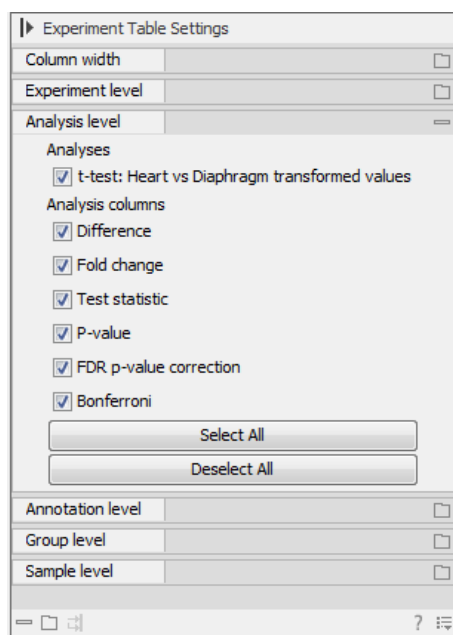 Experiment Table Settings
Column width
Experiment level
Analysis level
Analyses
t-test: Heart vs Diaphragm transformed values
Analysis columns
Difference
Fold change
Test statistic
P-value
FDR p-value correction
Bonferroni
Select All
Deselect All
Annotation level
Group level
Sample level
?